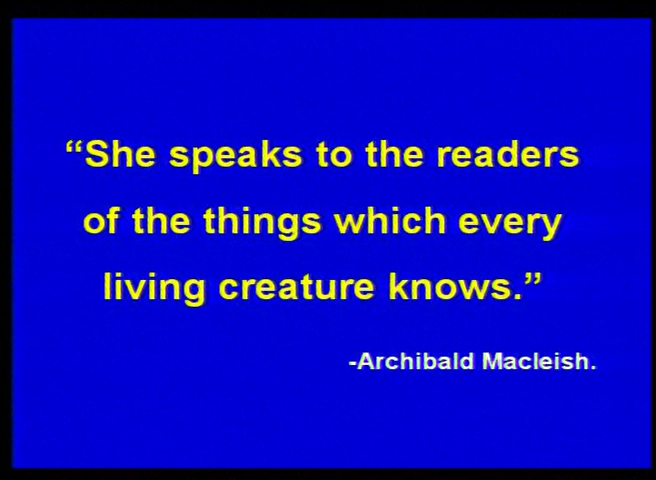 “She speaks to the readers
of the things which every
living creature knows.”
-Archibald Macleish.